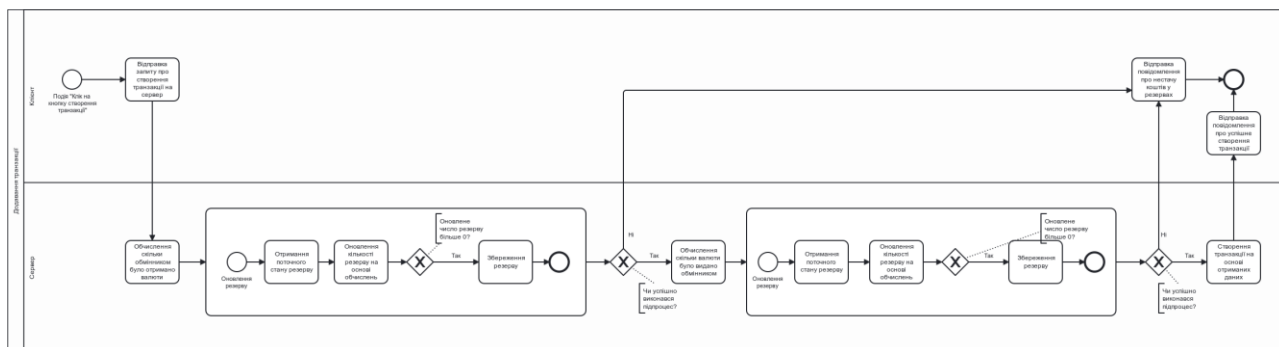 Додавання транзакції
Клієнт
Подія "Клік на
кнопку створення
транзакції"
Відправка
запиту про
створення
транзакції на
сервер
Відправка
повідомлення
про нестачу
коштів у
резервах
Відправка
повідомлення
про успішне
створення
транзакції
Сервер
Обчислення
скільки
обмінником
було отримано
валюти
Оновлення
резерву
Отримання
поточного
стану резерву
Оновлення
кількості
резерву на
основі
обчислень
Оновлене
число резерву
більше 0?
Так
Збереження
резерву
Ні
Так
Чи успішно
виконався
підпроцес?
Обчислення
скільки валюти
було видано
обмінником
Оновлення
резерву
Отримання
поточного
стану резерву
Оновлення
кількості
резерву на
основі
обчислень
Оновлене
число резерву
більше 0?
Так
Збереження
резерву
Ні
Так
Чи успішно
виконався
підпроцес?
Створення
транзакції на
основі
отриманих
даних